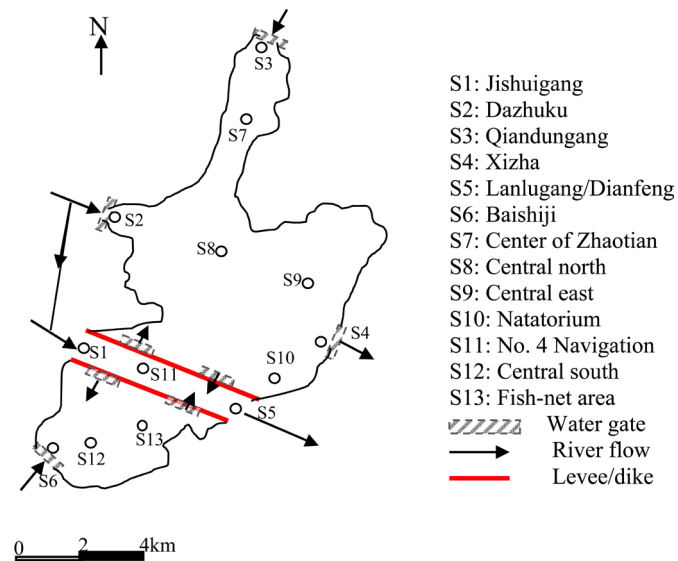 N
S3
S7
S2
S8
S9
S4
S1
S11
S10
S5
S13
S12
S6
0 2 4km
S1: Jishuigang
S2: Dazhuku
S3: Qiandungang
S4: Xizha
S5: Lanlugang/Dianfeng
S6: Baishiji
S7: Center of Zhaotian
S8: Central north
S9: Central east
S10: Natatorium
S11: No. 4 Navigation
S12: Central south
S13: Fish-net area
Water gate
River flow
Levee/dike